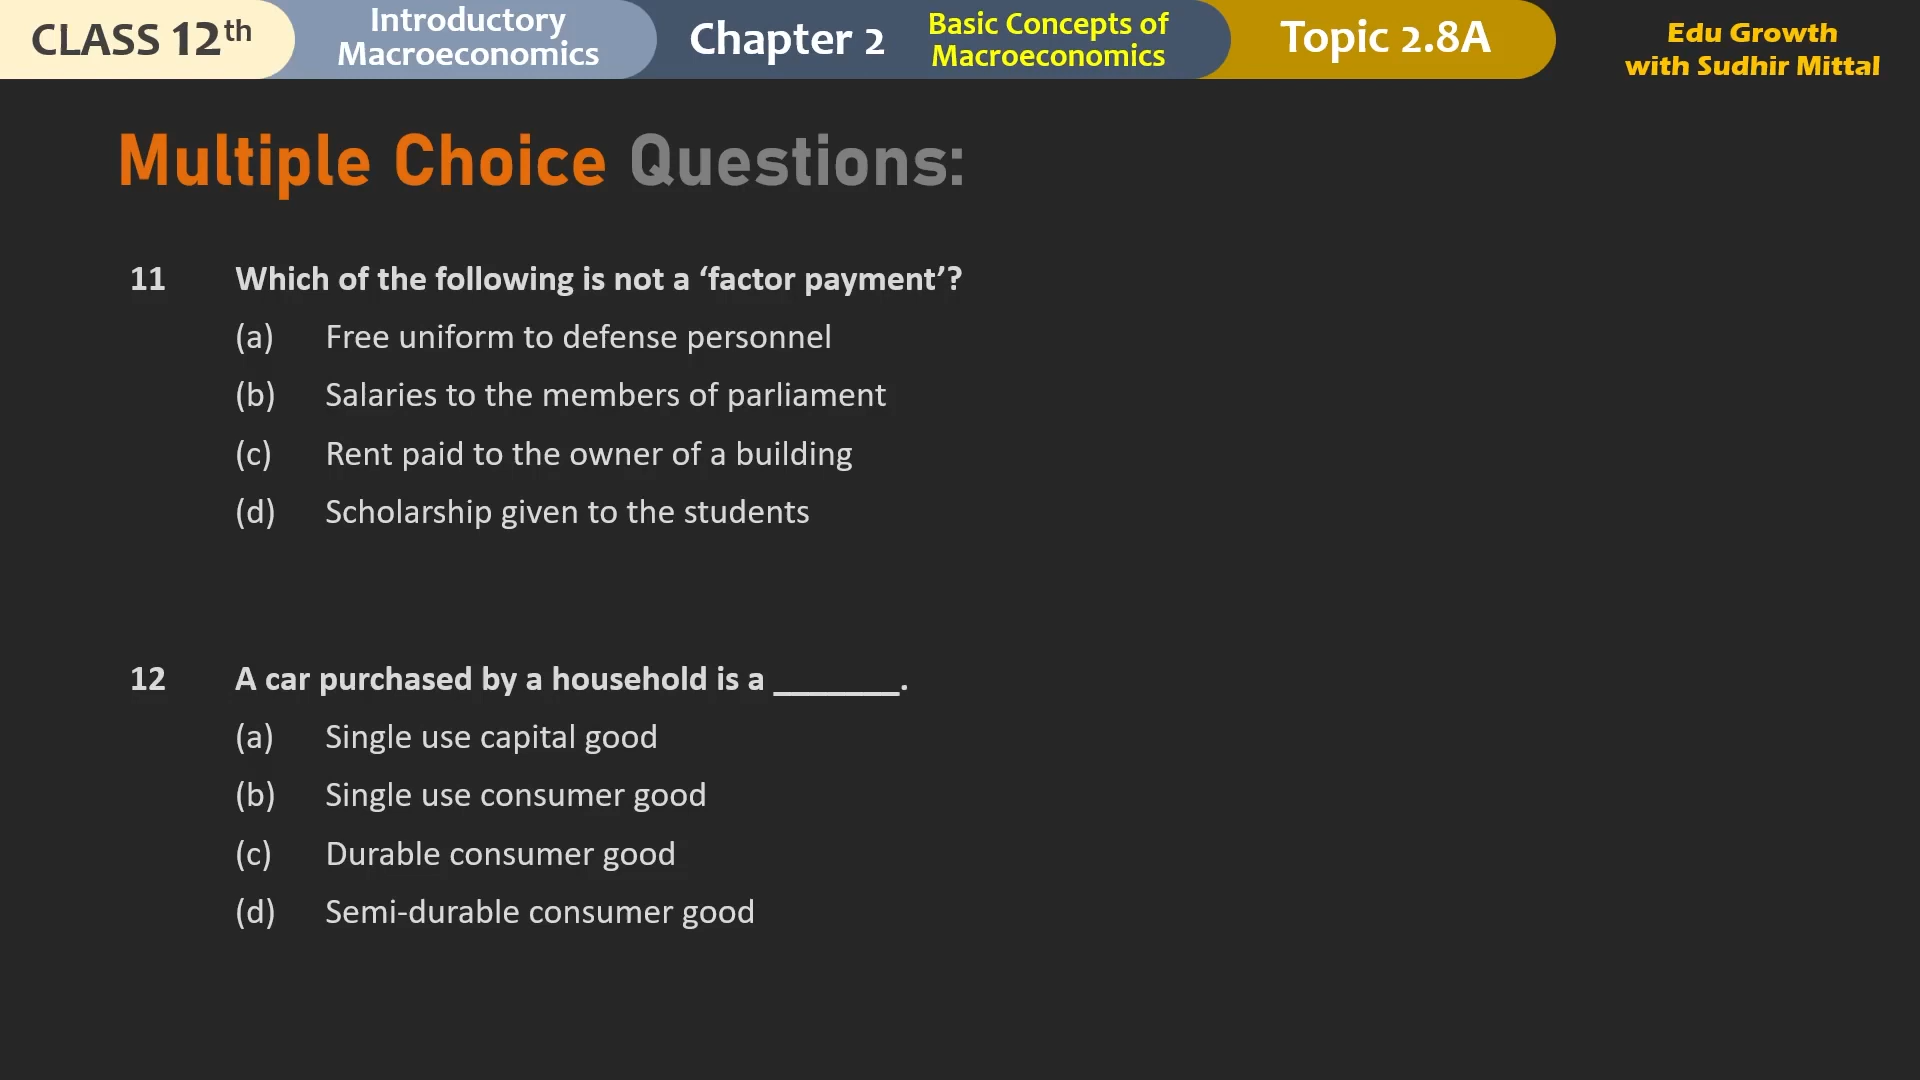 CLASS 12th
Introductory
Macroeconomics
Chapter 2
Basic Concepts of
Macroeconomics
Topic 2.8A
Edu Growth
with Sudhir Mittal
Multiple Choice Questions:
11 Which of the following is not a ‘factor payment’?
(a) Free uniform to defense personnel
(b) Salaries to the members of parliament
(c) Rent paid to the owner of a building
(d) Scholarship given to the students
12 A car purchased by a household is a _______.
(a) Single use capital good
(b) Single use consumer good
(c) Durable consumer good
(d) Semi-durable consumer good